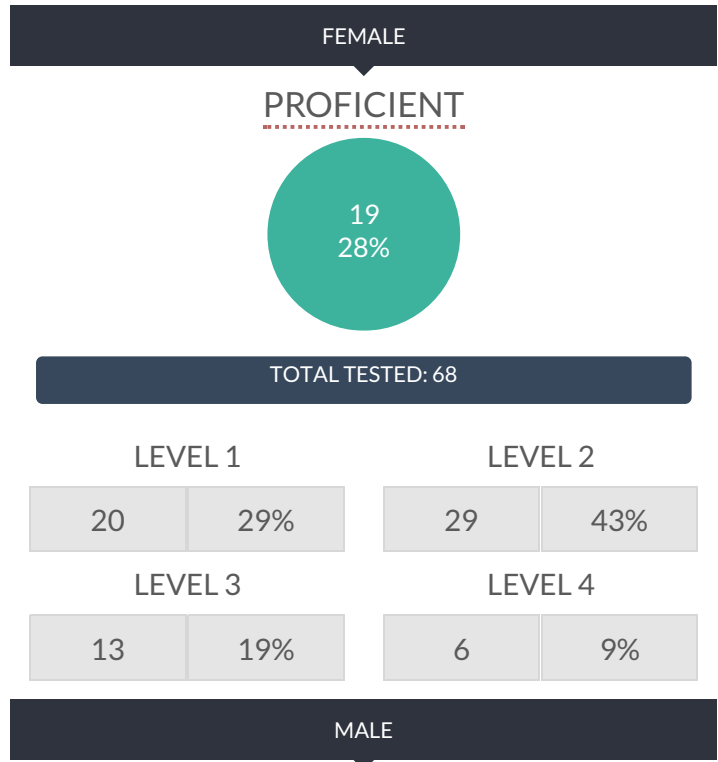 FEMALE
PROFICIENT
19
28%
TOTAL TESTED: 68
LEVEL 1
20 29%
LEVEL 2
29 43%
LEVEL 3
13 19%
LEVEL 4
6 9%
MALE